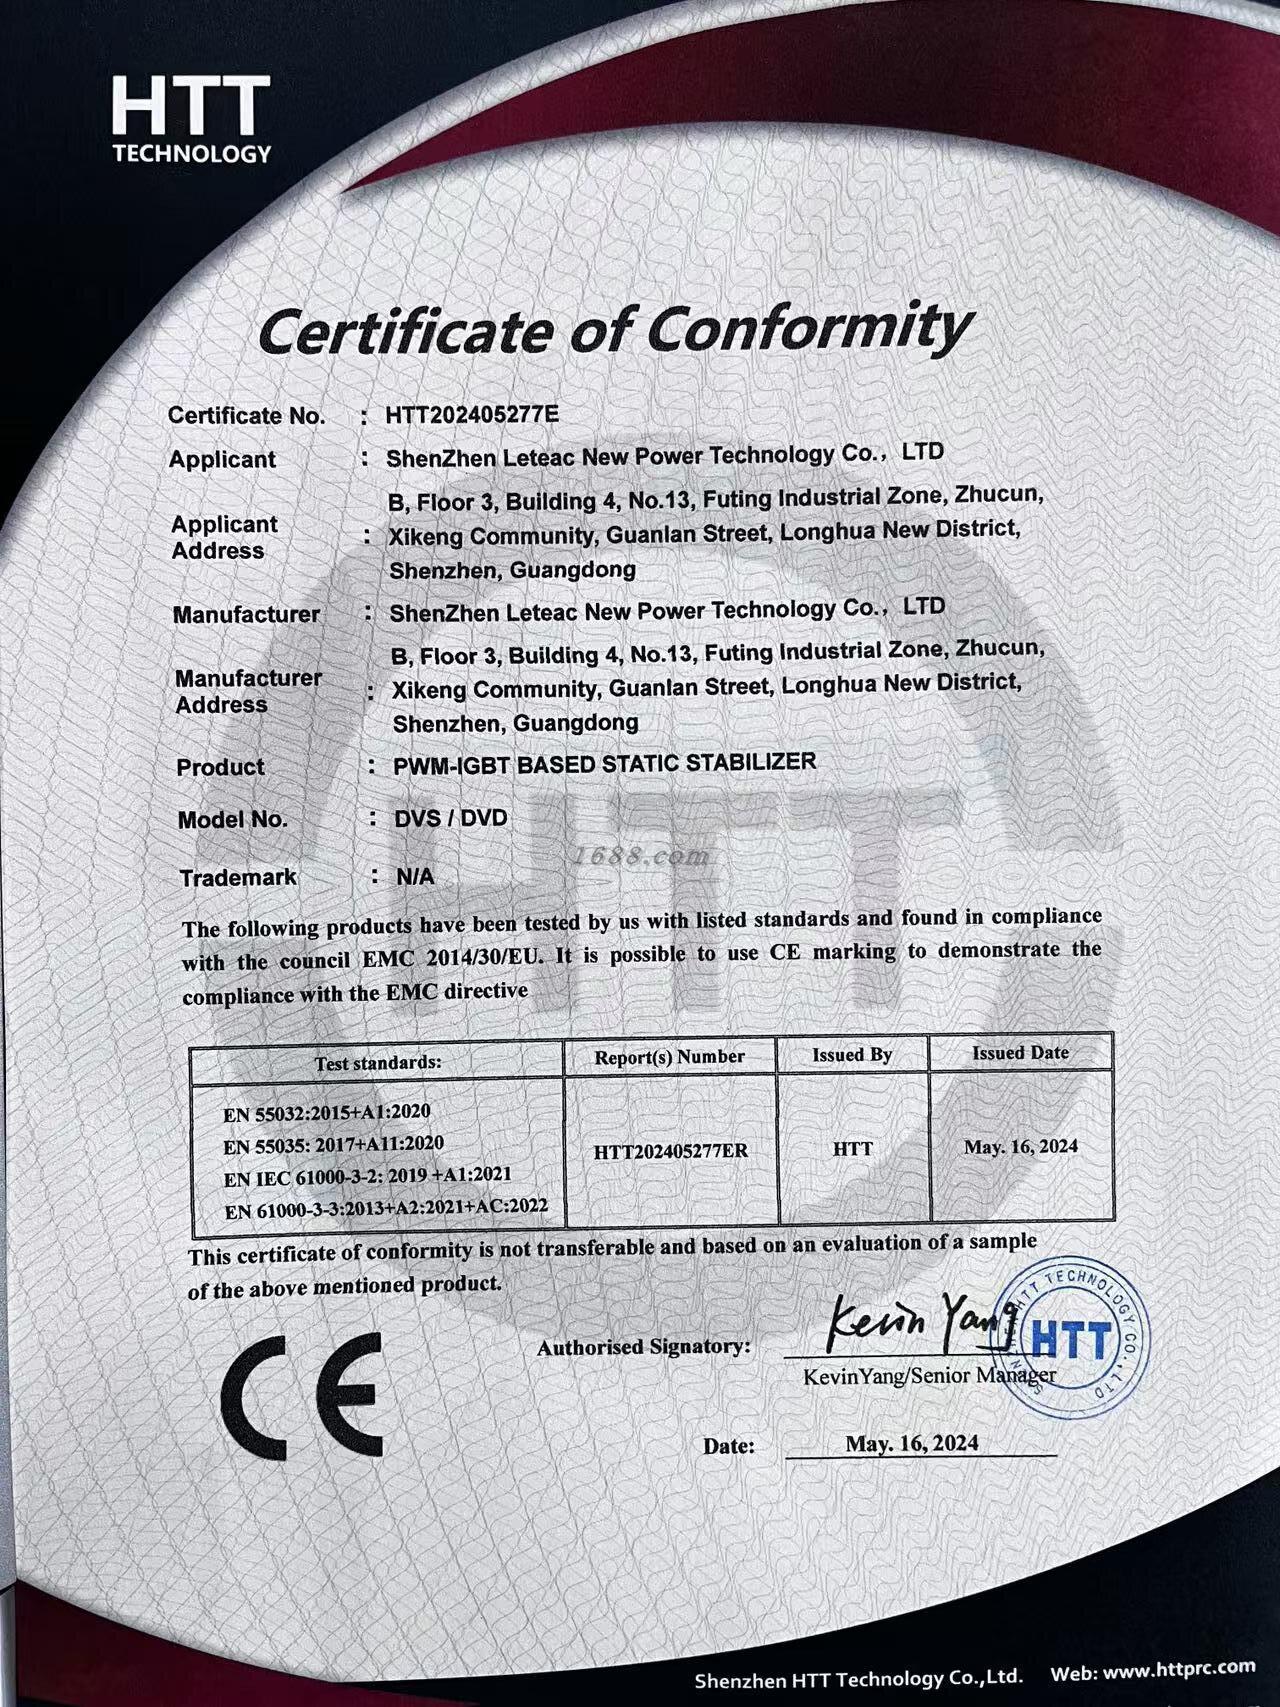 HTT
TECHNOLOGY
Certificate of Conformity
Certificate No. : HTT202405277E
Applicant : ShenZhen Leteac New Power Technology Co., LTD
Applicant Address : B, Floor 3, Building 4, No.13, Futing Industrial Zone, Zhucun,
Xikeng Community, Guanlan Street, Longhua New District,
Shenzhen, Guangdong
Manufacturer : ShenZhen Leteac New Power Technology Co., LTD
Manufacturer Address : B, Floor 3, Building 4, No.13, Futing Industrial Zone, Zhucun,
Xikeng Community, Guanlan Street, Longhua New District,
Shenzhen, Guangdong
Product : PWM-IGBT BASED STATIC STABILIZER
Model No. : DVS / DVD
1688.com
Trademark : N/A
HTT
The following products have been tested by us with listed standards and found in compliance
with the council EMC 2014/30/EU. It is possible to use CE marking to demonstrate the
compliance with the EMC directive
Test standards: Report(s) Number Issued By Issued Date
EN 55032:2015+A1:2020
EN 55035: 2017+A11:2020
EN IEC 61000-3-2: 2019 +A1:2021
EN 61000-3-3:2013+A2:2021+AC:2022
HTT202405277ER HTT May. 16, 2024
This certificate of conformity is not transferable and based on an evaluation of a sample
of the above mentioned product.
CE
Authorised Signatory: Kevin Yang
KevinYang/Senior Manager
SHENZHEN HTT TECHNOLOGY CO., LTD
HTT
Date: May. 16, 2024
Shenzhen HTT Technology Co.,Ltd. Web: www.httprc.com